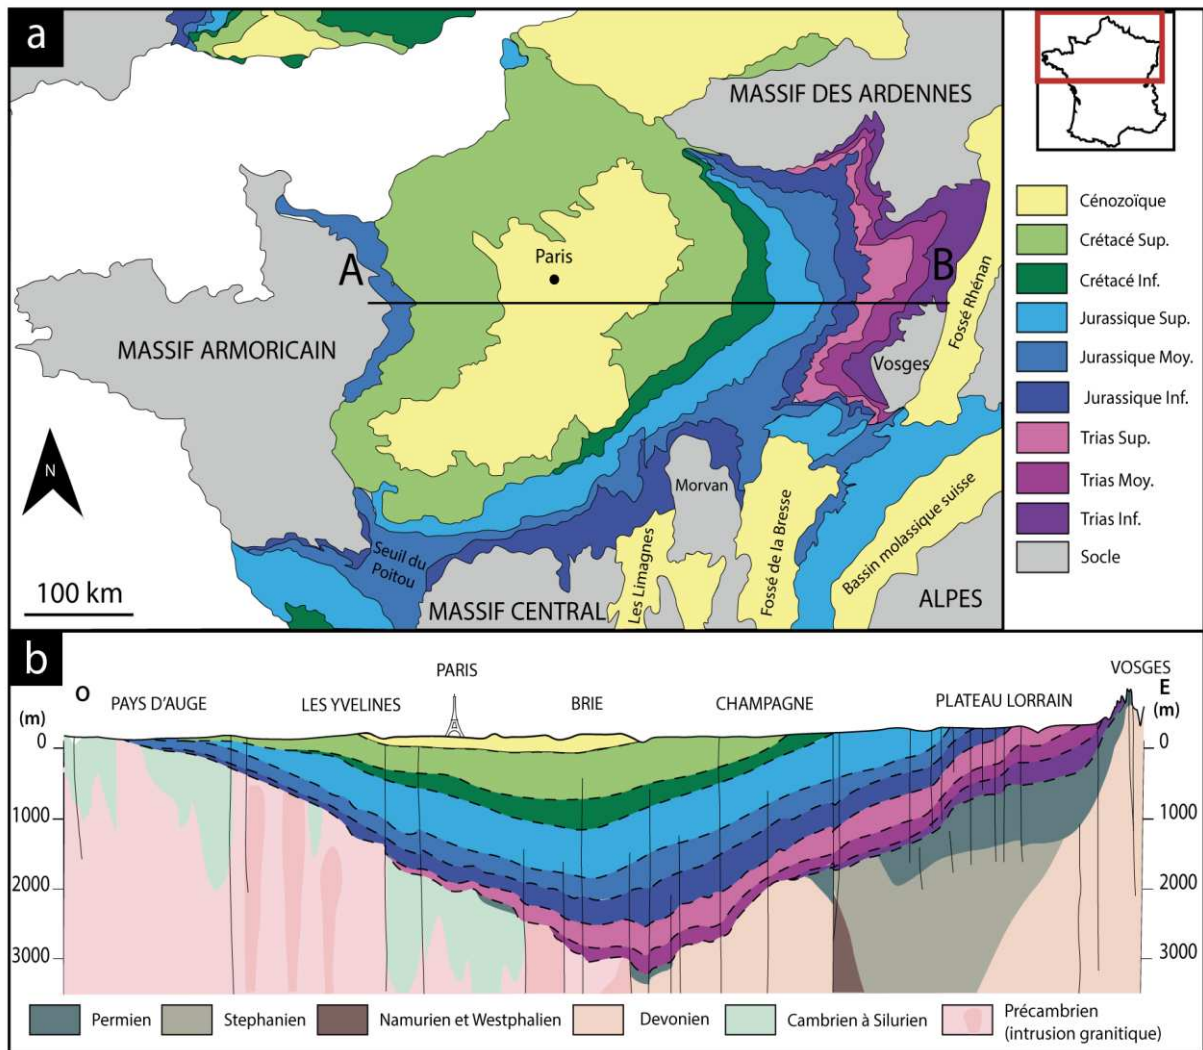 a
MASSIF DES ARDENNES
Paris
A
B
MASSIF ARMORICAIN
Vosges
Fossé Rhénan
N
Morvan
Seuil du
Poitou
Les Limagnes
Fossé de la Bresse
Bassin molassique suisse
100 km
MASSIF CENTRAL
ALPES
Cénozoïque
Crétacé Sup.
Crétacé Inf.
Jurassique Sup.
Jurassique Moy.
Jurassique Inf.
Trias Sup.
Trias Moy.
Trias Inf.
Socle
b
O
PARIS
VOSGES
E
PAYS D'AUGE
LES YVELINES
BRIE
CHAMPAGNE
PLATEAU LORRAIN
(m)
(m)
0
0
1000
1000
2000
2000
3000
3000
Permien
Stephanien
Namurien et Westphalien
Devonien
Cambrien à Silurien
Précambrien
(intrusion granitique)